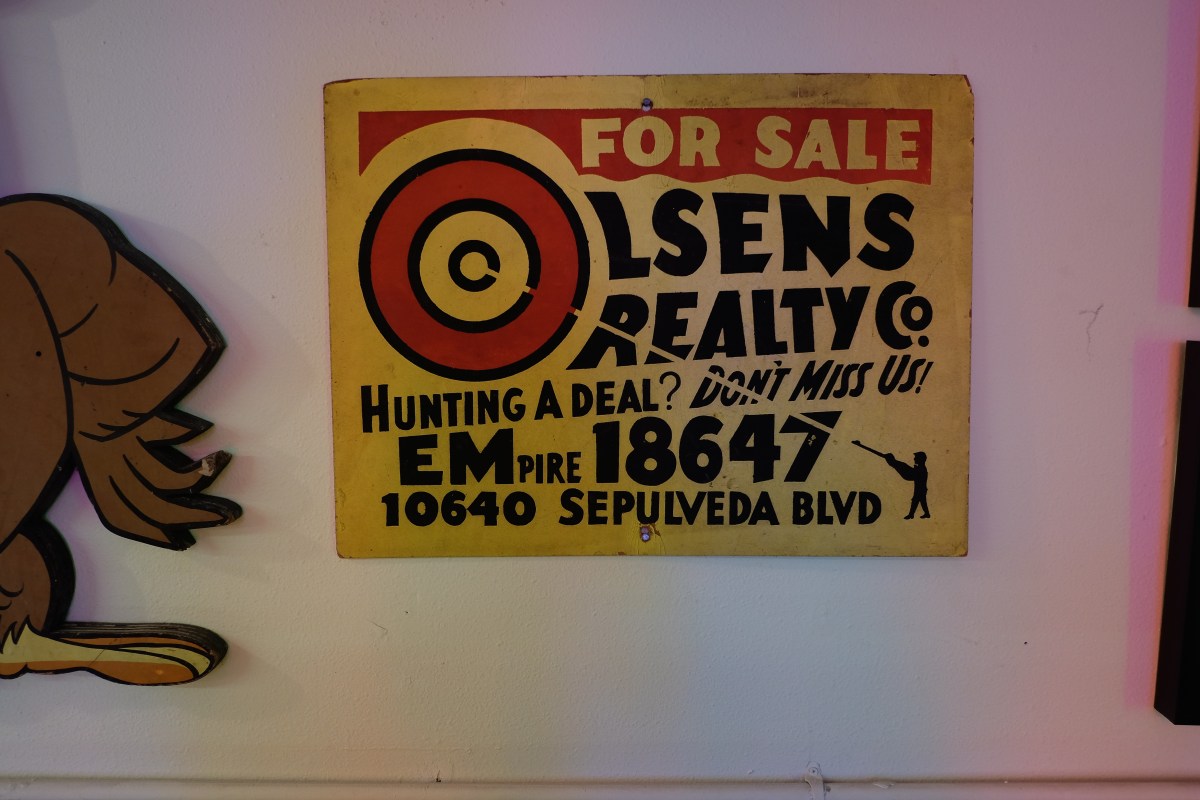 FOR SALE
OLSENS
REALTY CO.
HUNTING A DEAL? DON'T MISS US!
EMPIRE 18647
10640 SEPULVEDA BLVD